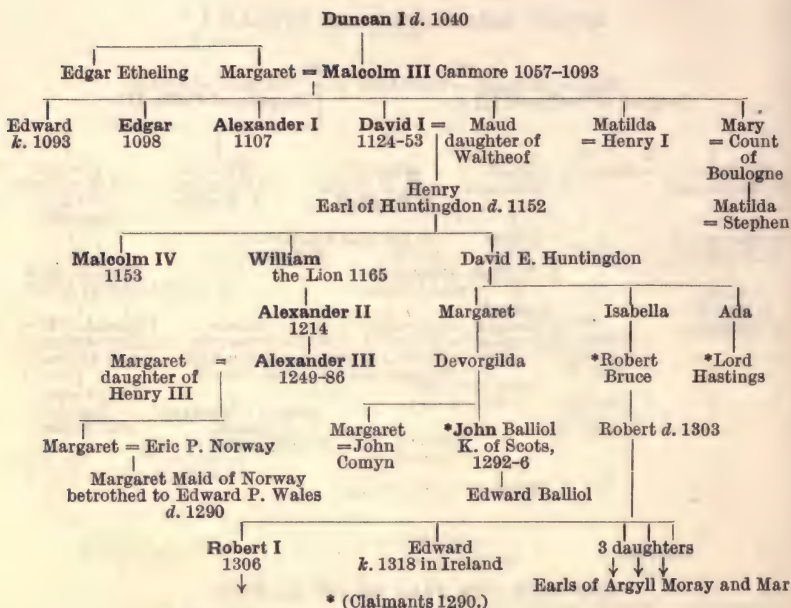 Duncan I d. 1040
Edgar Etheling Margaret = Malcolm III Canmore 1057–1093
Edward Edgar Alexander I David I = Maud Matilda Mary
k. 1093 1098 1107 1124-53 daughter of = Henry I = Count
Waltheof of
Boulogne
Henry
Earl of Huntingdon d. 1152
Matilda
= Stephen
Malcolm IV William David E. Huntingdon
1153 the Lion 1165
Alexander II Margaret Isabella Ada
1214
Margaret = Alexander III Devorgilda *Robert *Lord
daughter of 1249-86 Bruce Hastings
Henry III
Margaret = Eric P. Norway Margaret *John Balliol Robert d. 1303
=John K. of Scots,
Comyn 1292-6
Margaret Maid of Norway
betrothed to Edward P. Wales Edward Balliol
d. 1290
Robert I Edward 3 daughters
1306 k. 1318 in Ireland
Earls of Argyll Moray and Mar
* (Claimants 1290.)